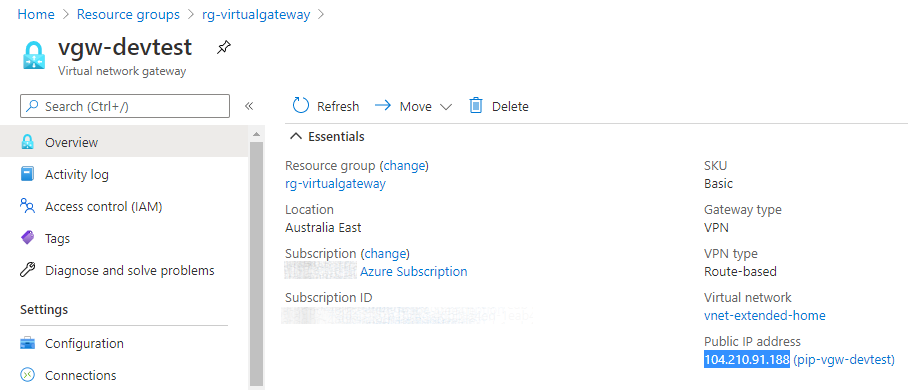 Home > Resource groups > rg-virtualgateway >
vgw-devtest
Virtual network gateway
Search (Ctrl+/)
«
Overview
Activity log
Access control (IAM)
Tags
Diagnose and solve problems
Settings
Configuration
Connections
Refresh
Move
Delete
Essentials
Resource group (change)
rg-virtualgateway
Location
Australia East
Subscription (change)
Azure Subscription
Subscription ID
SKU
Basic
Gateway type
VPN
VPN type
Route-based
Virtual network
vnet-extended-home
Public IP address
104.210.91.188 (pip-vgw-devtest)